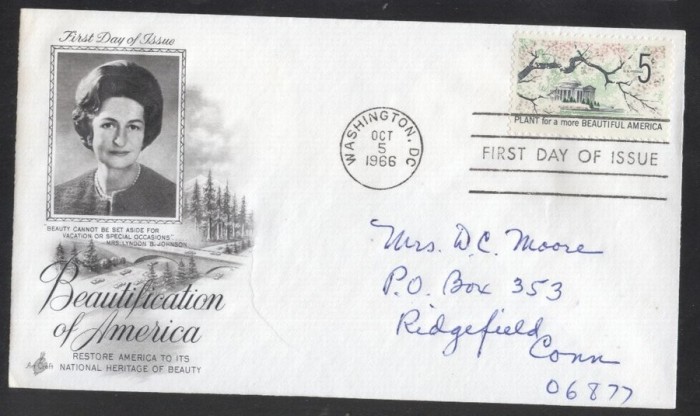 First Day of Issue
"BEAUTY CANNOT BE SET ASIDE FOR
VACATION OR SPECIAL OCCASIONS"
MRS. LYNDON B. JOHNSON
Beautification
of America
RESTORE AMERICA TO ITS
NATIONAL HERITAGE OF BEAUTY
ArtCraft
WASHINGTON, DC
OCT
5
1966
5¢
PLANT for a more BEAUTIFUL AMERICA
FIRST DAY OF ISSUE
Mrs. D.C. Moore
P.O. Box 353
Ridgefield
Conn
06877